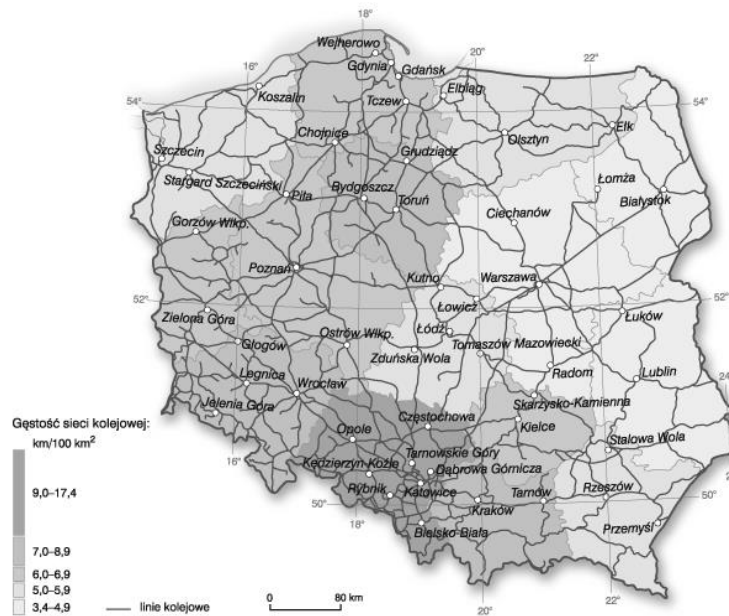 18°
Wejherowo
Gdynia
Gdańsk
20°
22°
16°
Koszalin
Elbląg
54°
54°
Tczew
Ełk
Chojnice
Olsztyn
Szczecin
Grudziądz
Stargard Szczeciński
Piła
Bydgoszcz
Toruń
Łomża
Białystok
Ciechanów
Gorzów Wlkp.
Poznań
Kutno
Warszawa
52°
52°
Łowicz
Zielona Góra
Łuków
Łódź
Głogów
Ostrów Wlkp.
Tomaszów Mazowiecki
Zduńska Wola
Radom
Lublin
24°
Legnica
Wrocław
Skarżysko-Kamienna
Jelenia Góra
Częstochowa
Kielce
Opole
Stalowa Wola
Gęstość sieci kolejowej:
km/100 km²
16°
Tarnowskie Góry
Kędzierzyn-Koźle
Dąbrowa Górnicza
Rybnik
Katowice
Tarnów
Rzeszów
50°
50°
18°
Kraków
9,0–17,4
Bielsko-Biała
Przemyśl
7,0–8,9
6,0–6,9
5,0–5,9
3,4–4,9
linie kolejowe
0
80 km
20°
22°